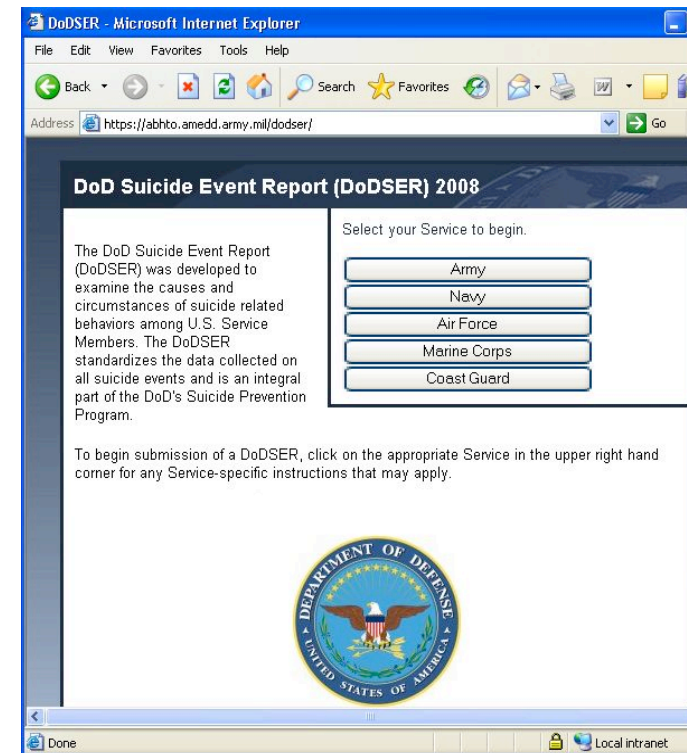 DoDSER - Microsoft Internet Explorer
File Edit View Favorites Tools Help
Back Search Favorites
Address https://abhto.amedd.army.mil/dodser/ Go
DoD Suicide Event Report (DoDSER) 2008
The DoD Suicide Event Report
(DoDSER) was developed to
examine the causes and
circumstances of suicide related
behaviors among U.S. Service
Members. The DoDSER
standardizes the data collected on
all suicide events and is an integral
part of the DoD's Suicide Prevention
Program.
Select your Service to begin.
Army
Navy
Air Force
Marine Corps
Coast Guard
To begin submission of a DoDSER, click on the appropriate Service in the upper right hand
corner for any Service-specific instructions that may apply.
DEPARTMENT OF DEFENSE
UNITED STATES OF AMERICA
Done Local intranet